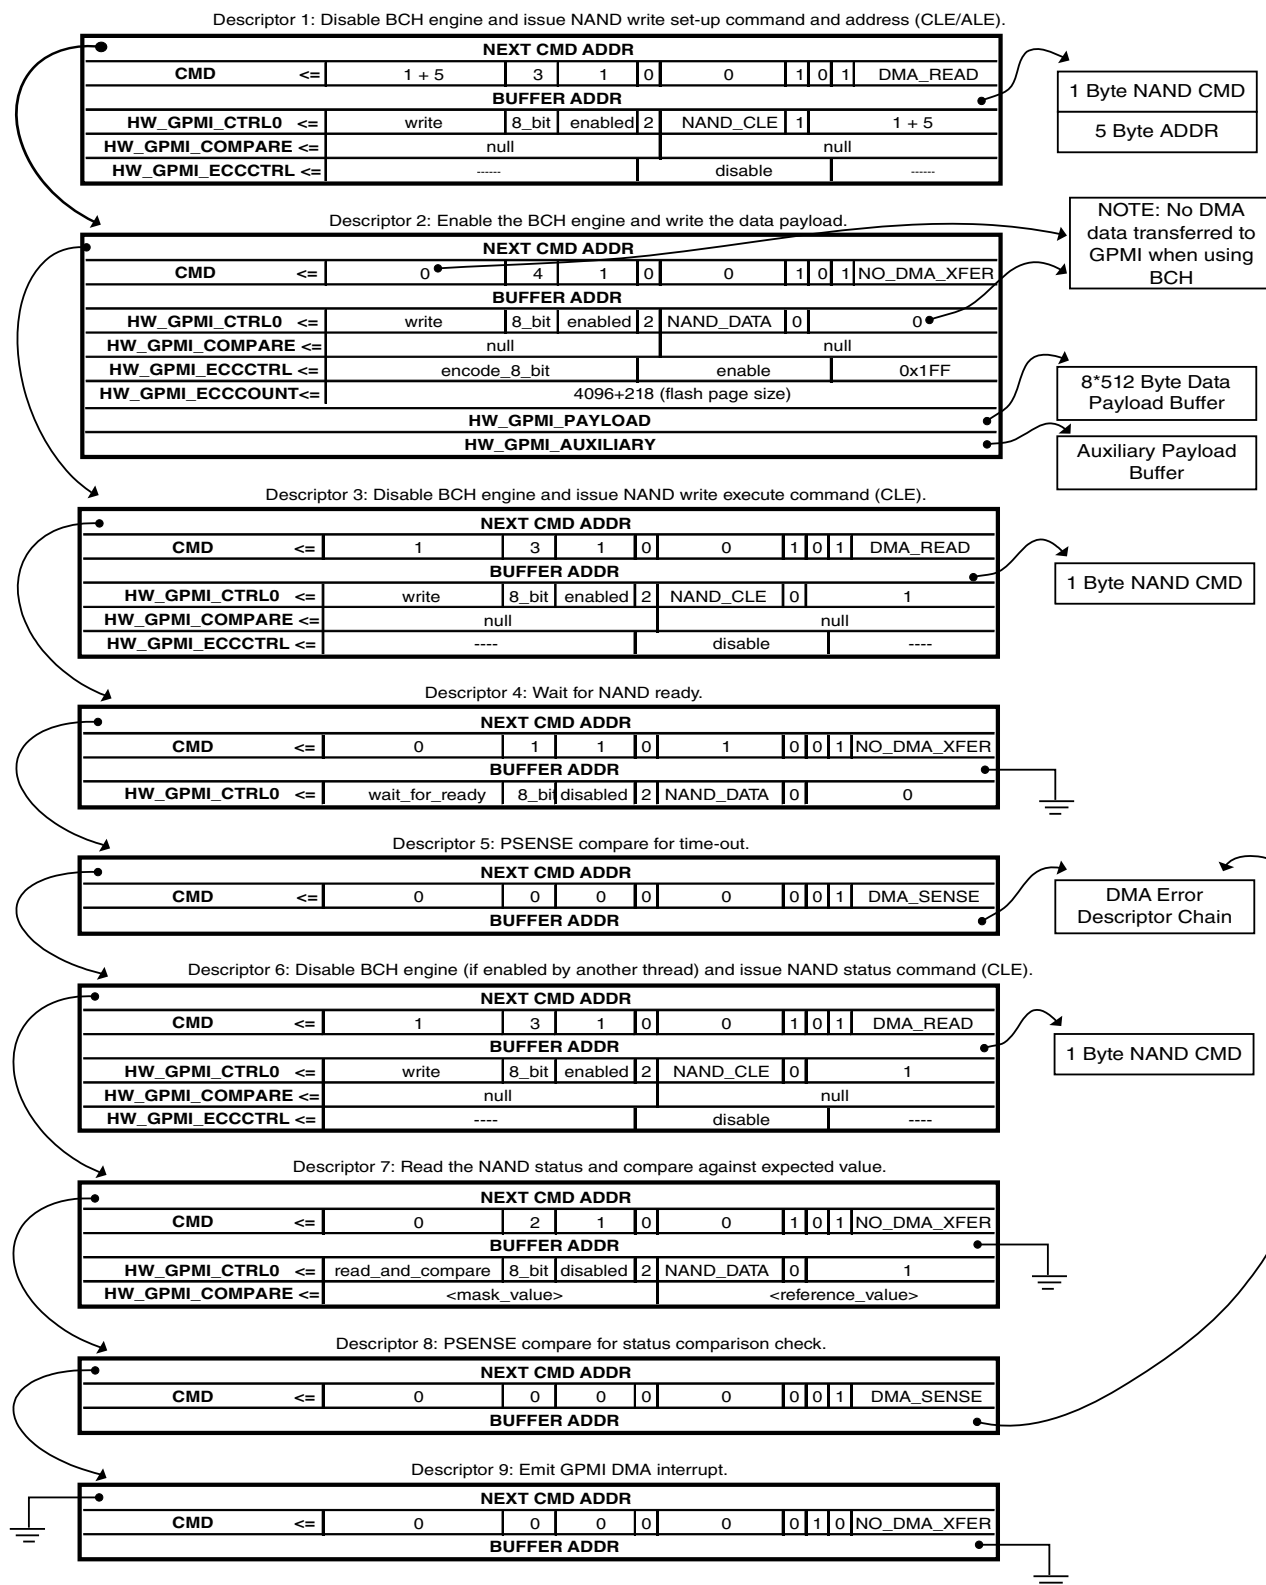 Descriptor 1: Disable BCH engine and issue NAND write set-up command and address (CLE/ALE).
NEXT CMD ADDR
CMD <= 1 + 5 3 1 0 0 1 0 1 DMA_READ
BUFFER ADDR
HW_GPMI_CTRL0 <= write 8_bit enabled 2 NAND_CLE 1 1 + 5
HW_GPMI_COMPARE <= null null
HW_GPMI_ECCCTRL <= ------ disable ------
1 Byte NAND CMD
5 Byte ADDR
Descriptor 2: Enable the BCH engine and write the data payload.
NEXT CMD ADDR
CMD <= 0 4 1 0 0 1 0 1 NO_DMA_XFER
BUFFER ADDR
HW_GPMI_CTRL0 <= write 8_bit enabled 2 NAND_DATA 0 0
HW_GPMI_COMPARE <= null null
HW_GPMI_ECCCTRL <= encode_8_bit enable 0x1FF
HW_GPMI_ECCCOUNT<= 4096+218 (flash page size)
HW_GPMI_PAYLOAD
HW_GPMI_AUXILIARY
NOTE: No DMA
data transferred to
GPMI when using
BCH
8*512 Byte Data
Payload Buffer
Auxiliary Payload
Buffer
Descriptor 3: Disable BCH engine and issue NAND write execute command (CLE).
NEXT CMD ADDR
CMD <= 1 3 1 0 0 1 0 1 DMA_READ
BUFFER ADDR
HW_GPMI_CTRL0 <= write 8_bit enabled 2 NAND_CLE 0 1
HW_GPMI_COMPARE <= null null
HW_GPMI_ECCCTRL <= ---- disable ----
1 Byte NAND CMD
Descriptor 4: Wait for NAND ready.
NEXT CMD ADDR
CMD <= 0 1 1 0 1 0 0 1 NO_DMA_XFER
BUFFER ADDR
HW_GPMI_CTRL0 <= wait_for_ready 8_bit disabled 2 NAND_DATA 0 0
Descriptor 5: PSENSE compare for time-out.
NEXT CMD ADDR
CMD <= 0 0 0 0 0 0 0 1 DMA_SENSE
BUFFER ADDR
DMA Error
Descriptor Chain
Descriptor 6: Disable BCH engine (if enabled by another thread) and issue NAND status command (CLE).
NEXT CMD ADDR
CMD <= 1 3 1 0 0 1 0 1 DMA_READ
BUFFER ADDR
HW_GPMI_CTRL0 <= write 8_bit enabled 2 NAND_CLE 0 1
HW_GPMI_COMPARE <= null null
HW_GPMI_ECCCTRL <= ---- disable ----
1 Byte NAND CMD
Descriptor 7: Read the NAND status and compare against expected value.
NEXT CMD ADDR
CMD <= 0 2 1 0 0 1 0 1 NO_DMA_XFER
BUFFER ADDR
HW_GPMI_CTRL0 <= read_and_compare 8_bit disabled 2 NAND_DATA 0 1
HW_GPMI_COMPARE <= <mask_value> <reference_value>
Descriptor 8: PSENSE compare for status comparison check.
NEXT CMD ADDR
CMD <= 0 0 0 0 0 0 0 1 DMA_SENSE
BUFFER ADDR
Descriptor 9: Emit GPMI DMA interrupt.
NEXT CMD ADDR
CMD <= 0 0 0 0 0 0 1 0 NO_DMA_XFER
BUFFER ADDR